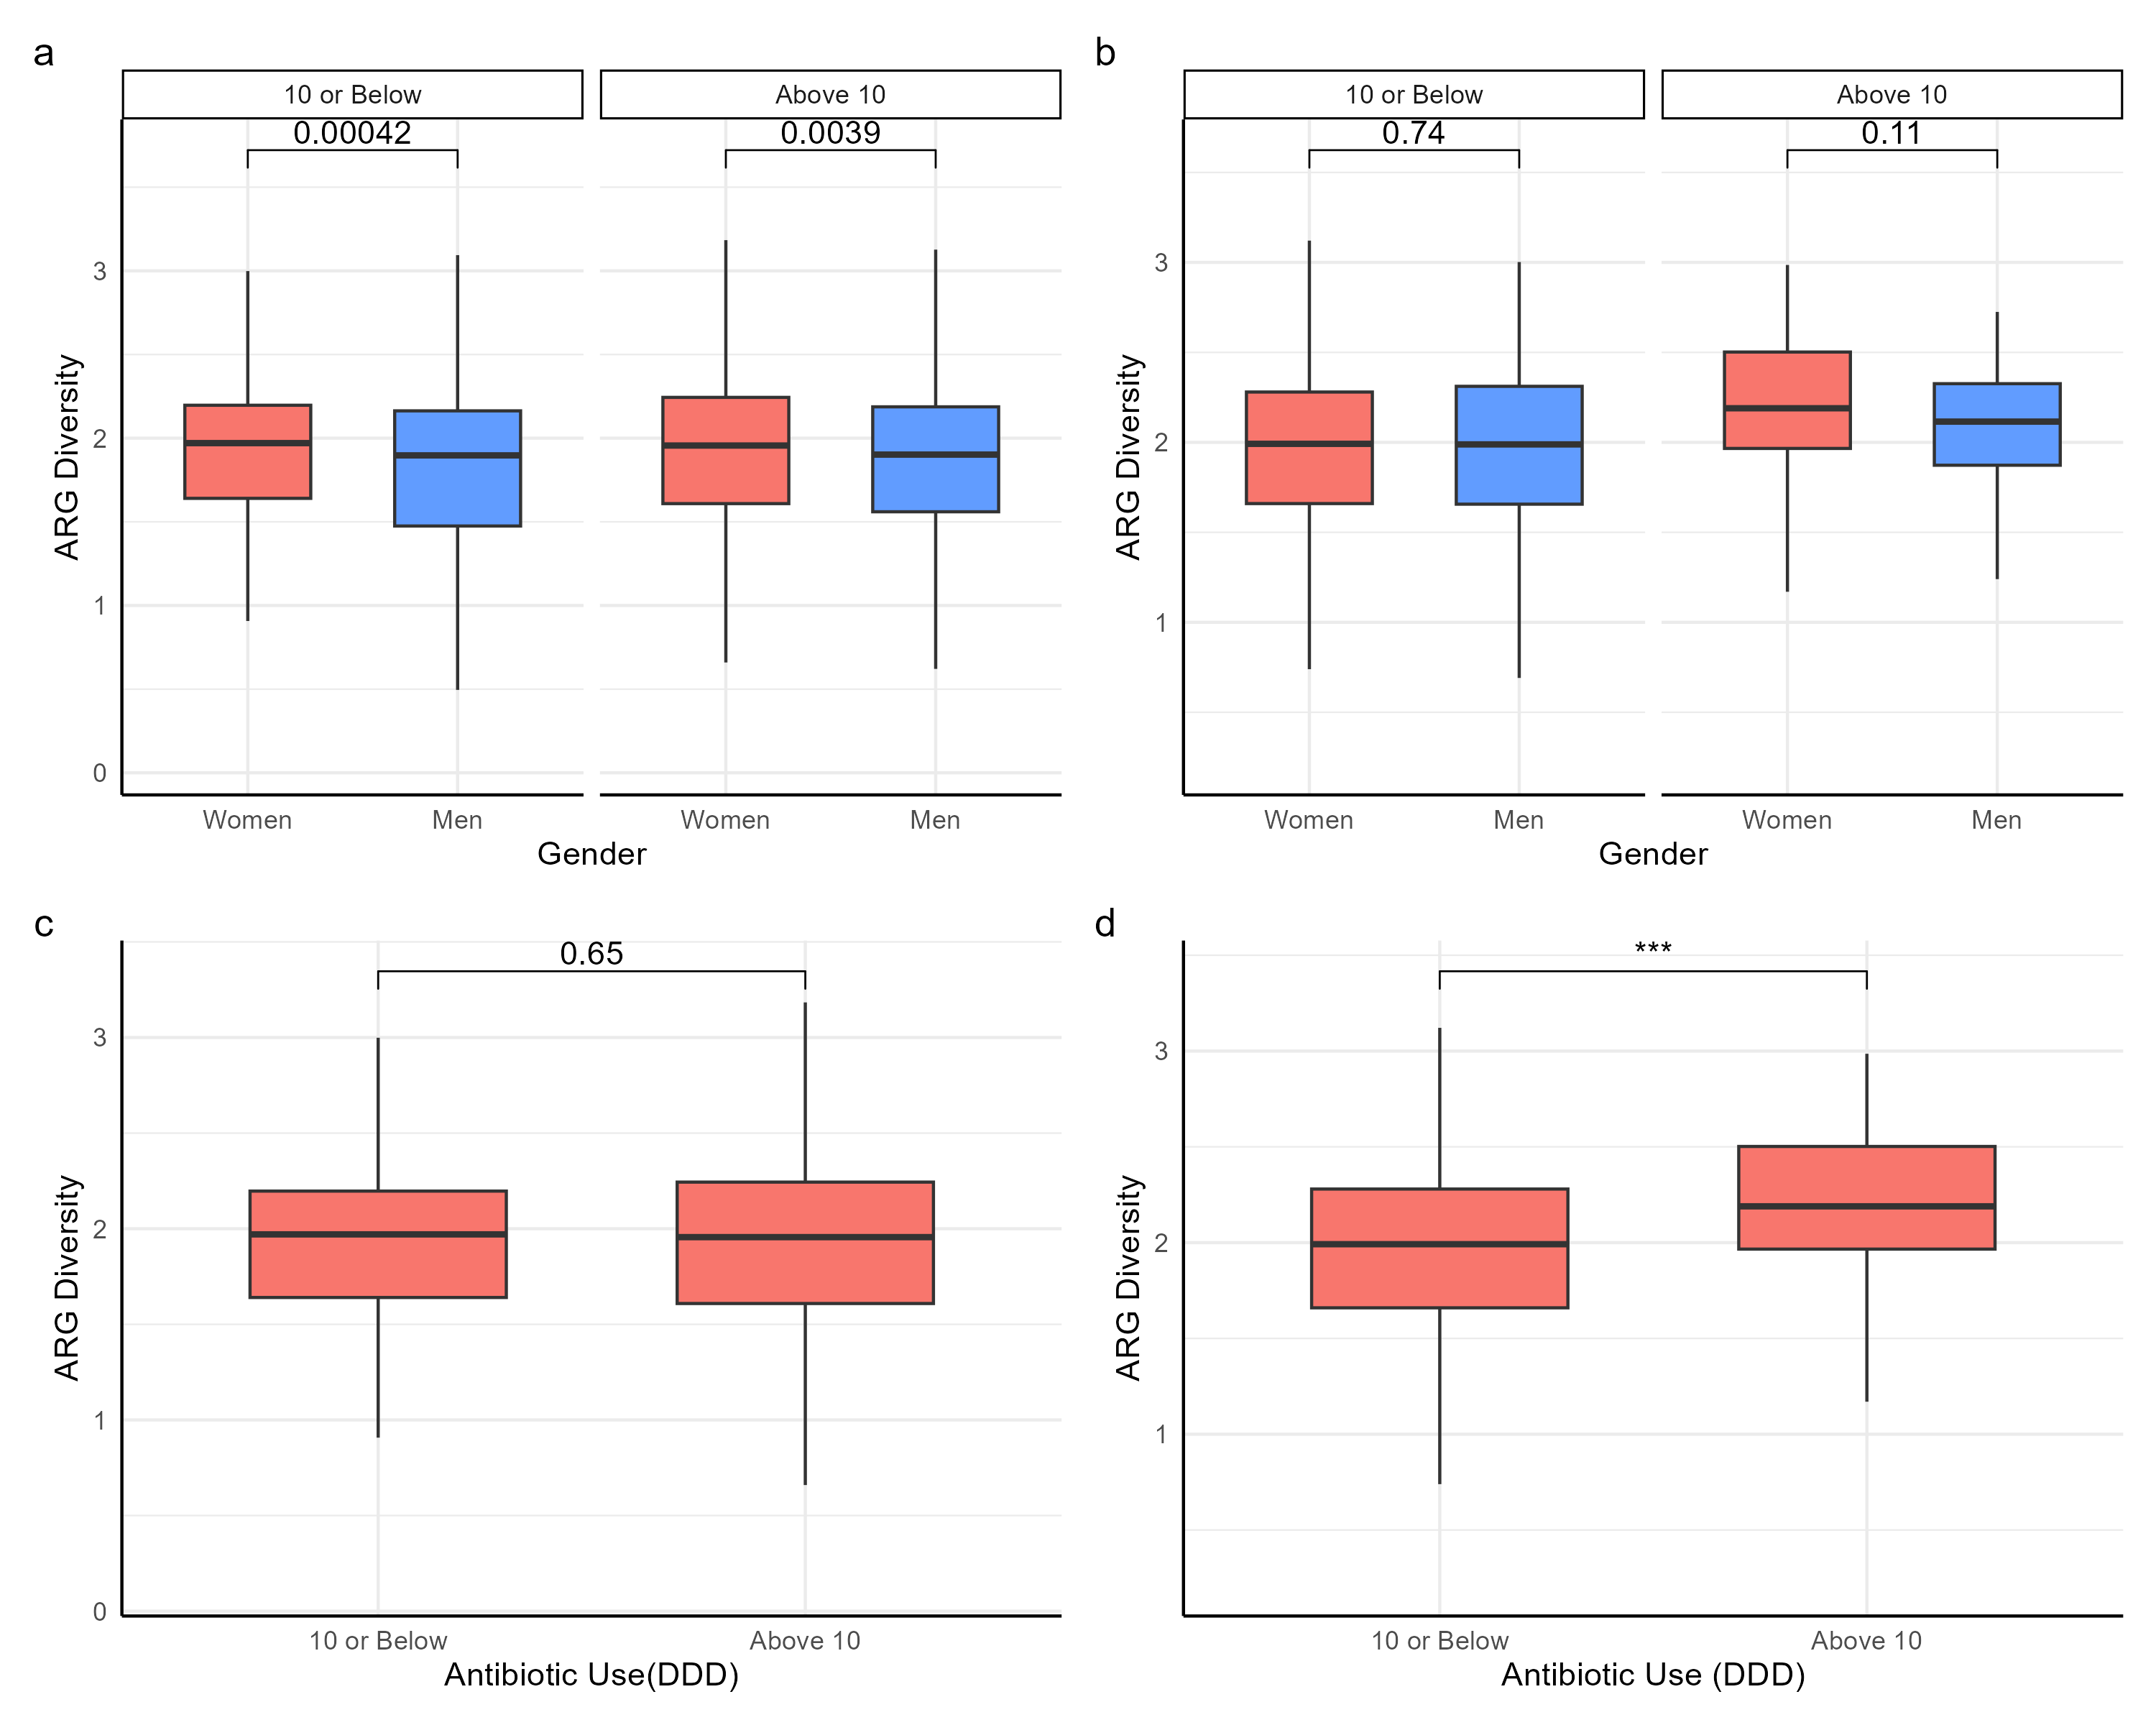 a
10 or Below
Above 10
0.00042
0.0039
3
2
1
0
ARG Diversity
Women
Men
Women
Men
Gender
b
10 or Below
Above 10
0.74
0.11
3
2
1
ARG Diversity
Women
Men
Women
Men
Gender
c
0.65
3
2
1
0
ARG Diversity
10 or Below
Above 10
Antibiotic Use(DDD)
d
***
3
2
1
ARG Diversity
10 or Below
Above 10
Antibiotic Use (DDD)